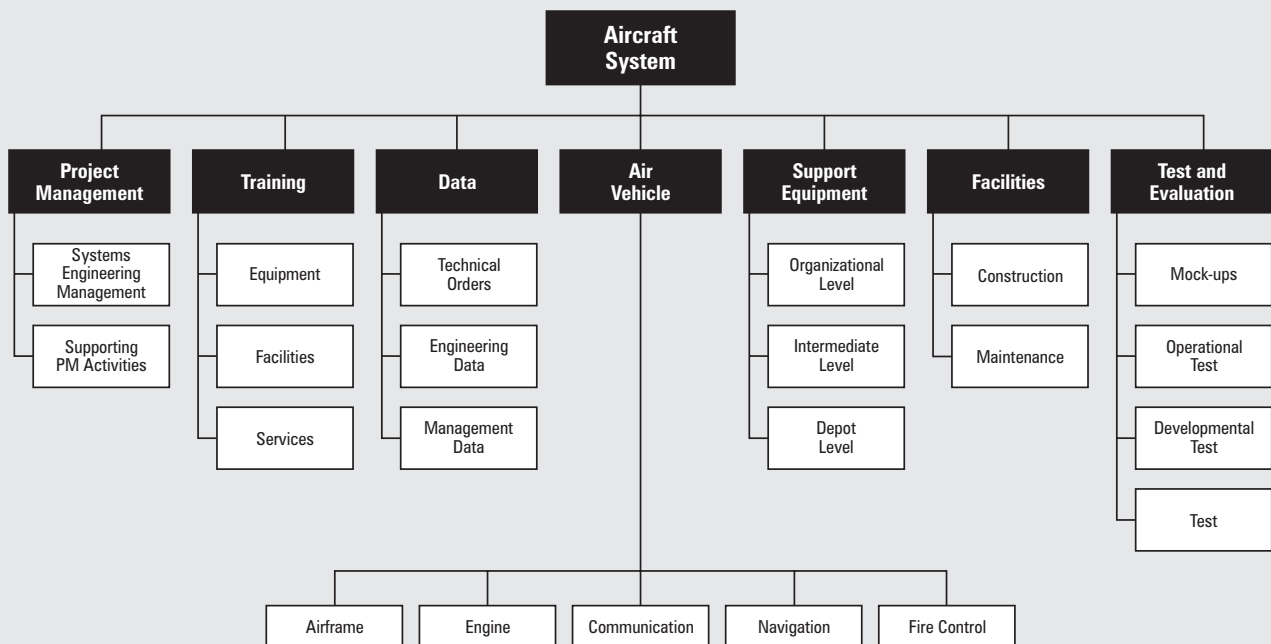 Aircraft
System
Project
Management
Training
Data
Air
Vehicle
Support
Equipment
Facilities
Test and
Evaluation
Systems
Engineering
Management
Supporting
PM Activities
Equipment
Facilities
Services
Technical
Orders
Engineering
Data
Management
Data
Organizational
Level
Intermediate
Level
Depot
Level
Construction
Maintenance
Mock-ups
Operational
Test
Developmental
Test
Test
Airframe
Engine
Communication
Navigation
Fire Control